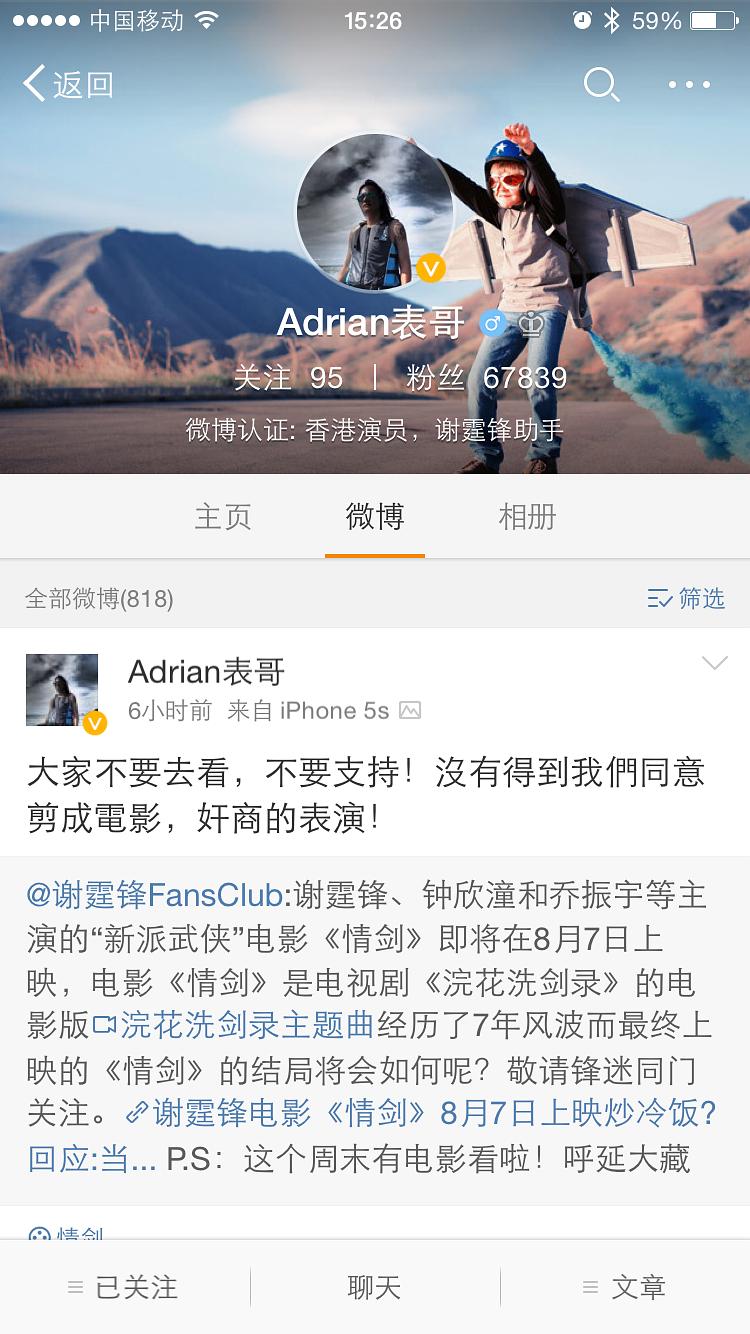 中国移动 15:26 59%
返回
Adrian表哥
关注 95 | 粉丝 67839
微博认证: 香港演员，谢霆锋助手
主页 微博 相册
全部微博(818) 筛选
Adrian表哥
6小时前 来自 iPhone 5s
大家不要去看，不要支持！沒有得到我們同意
剪成電影，奸商的表演！
@谢霆锋FansClub:谢霆锋、钟欣潼和乔振宇等主
演的“新派武侠”电影《情剑》即将在8月7日上
映，电影《情剑》是电视剧《浣花洗剑录》的电
影版浣花洗剑录主题曲经历了7年风波而最终上
映的《情剑》的结局将会如何呢？敬请锋迷同门
关注。谢霆锋电影《情剑》8月7日上映炒冷饭?
回应:当... P.S：这个周末有电影看啦！呼延大藏
情剑
已关注 聊天 文章